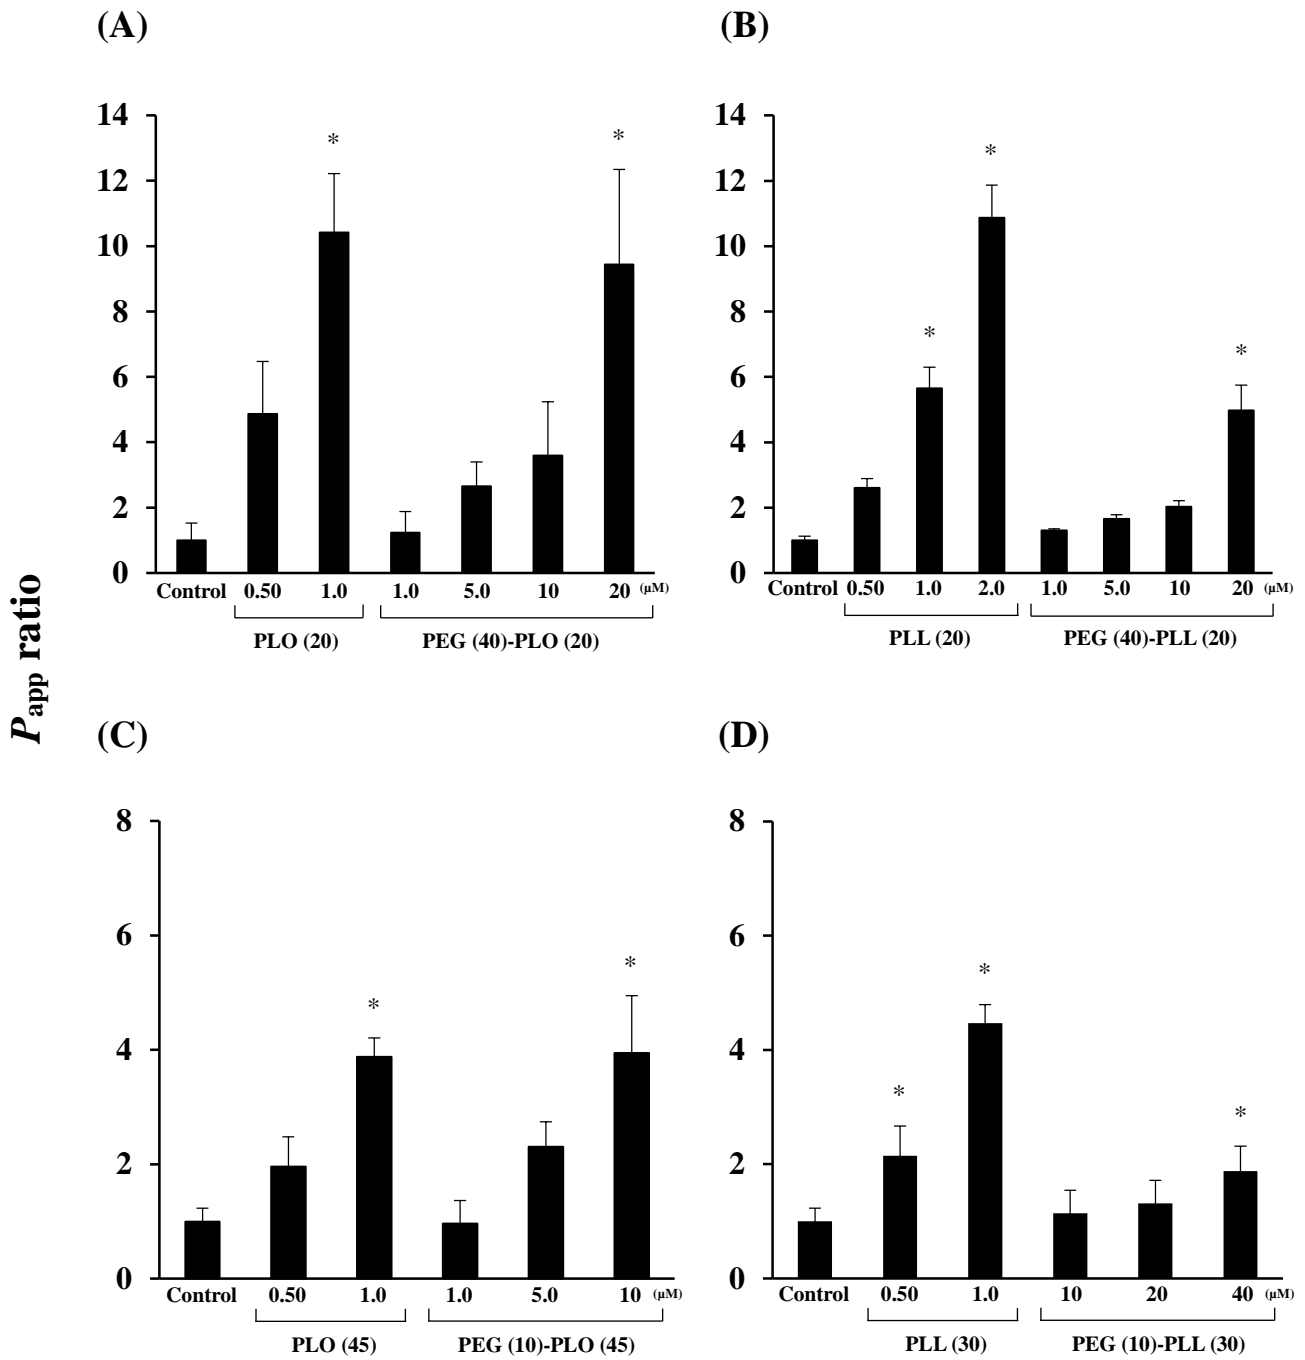 (A)
14
12
10
8
6
4
2
0
*
*
Control 0.50 1.0 1.0 5.0 10 20 (μM)
PLO (20) PEG (40)-PLO (20)
(B)
14
12
10
8
6
4
2
0
*
*
*
Control 0.50 1.0 2.0 1.0 5.0 10 20 (μM)
PLL (20) PEG (40)-PLL (20)
Papp ratio
(C)
8
6
4
2
0
*
*
Control 0.50 1.0 1.0 5.0 10 (μM)
PLO (45) PEG (10)-PLO (45)
(D)
8
6
4
2
0
*
*
*
Control 0.50 1.0 10 20 40 (μM)
PLL (30) PEG (10)-PLL (30)